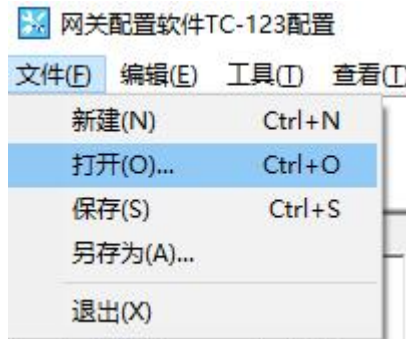 网关配置软件TC-123配置
文件(F) 编辑(E) 工具(T) 查看(
新建(N) Ctrl+N
打开(O)... Ctrl+O
保存(S) Ctrl+S
另存为(A)...
退出(X)